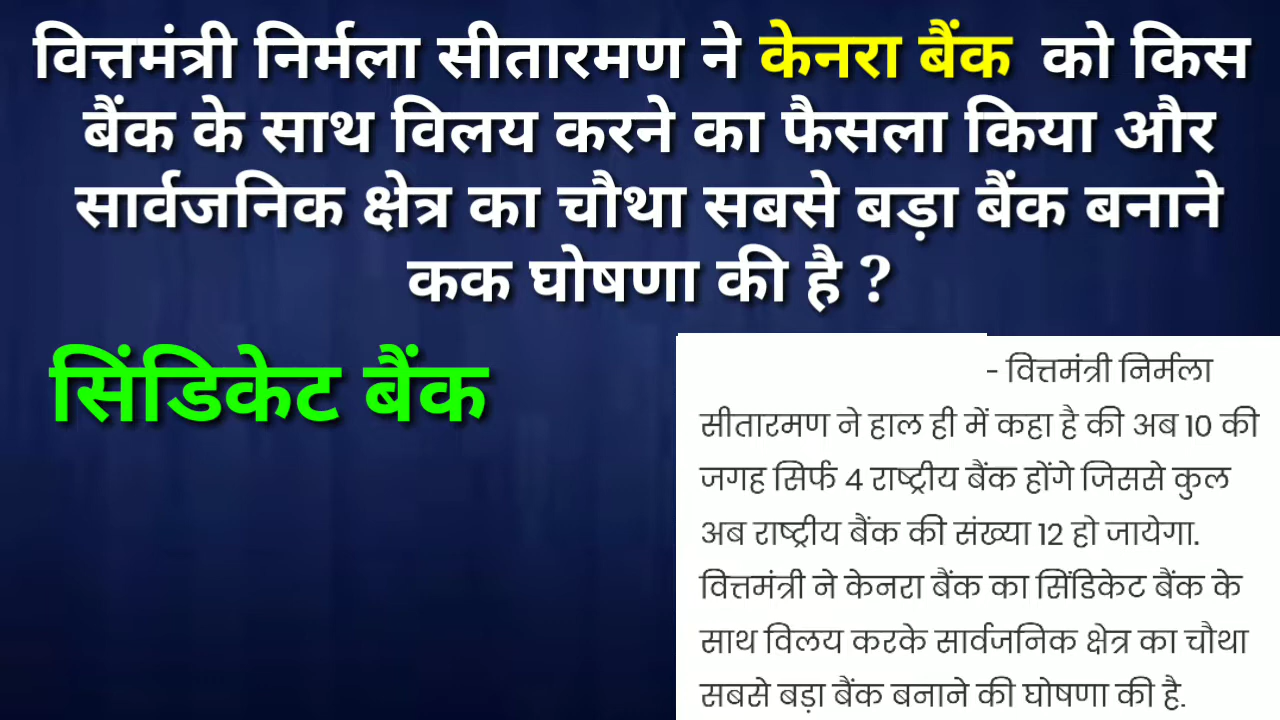 वित्तमंत्री निर्मला सीतारमण ने केनरा बैंक को किस
बैंक के साथ विलय करने का फैसला किया और
सार्वजनिक क्षेत्र का चौथा सबसे बड़ा बैंक बनाने
कक घोषणा की है ?
सिंडिकेट बैंक
- वित्तमंत्री निर्मला
सीतारमण ने हाल ही में कहा है की अब 10 की
जगह सिर्फ 4 राष्ट्रीय बैंक होंगे जिससे कुल
अब राष्ट्रीय बैंक की संख्या 12 हो जायेगा.
वित्तमंत्री ने केनरा बैंक का सिंडिकेट बैंक के
साथ विलय करके सार्वजनिक क्षेत्र का चौथा
सबसे बड़ा बैंक बनाने की घोषणा की है.